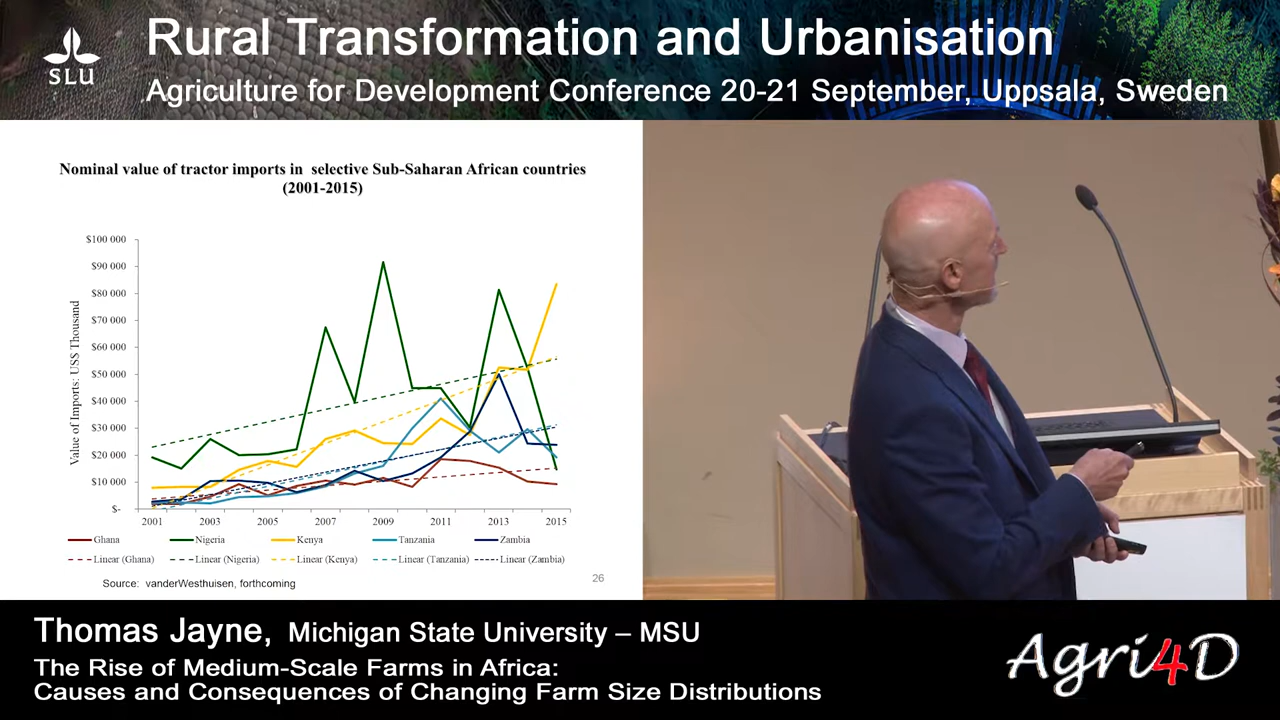 SLU
Rural Transformation and Urbanisation
Agriculture for Development Conference 20-21 September, Uppsala, Sweden
Nominal value of tractor imports in selective Sub-Saharan African countries
(2001-2015)
Value of Imports: US$ Thousand
$100 000
$90 000
$80 000
$70 000
$60 000
$50 000
$40 000
$30 000
$20 000
$10 000
$-
2001 2003 2005 2007 2009 2011 2013 2015
Ghana Nigeria Kenya Tanzania Zambia
Linear (Ghana) Linear (Nigeria) Linear (Kenya) Linear (Tanzania) Linear (Zambia)
Source: vanderWesthuisen, forthcoming
26
Thomas Jayne, Michigan State University – MSU
The Rise of Medium-Scale Farms in Africa:
Causes and Consequences of Changing Farm Size Distributions
Agri4D